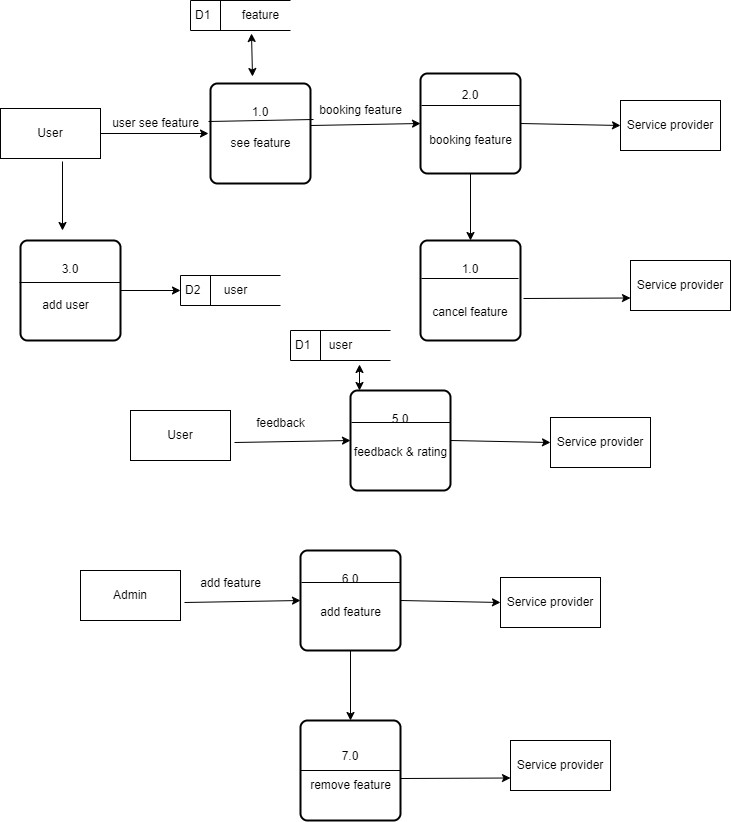 D1 feature
1.0
see feature
User
user see feature
booking feature
2.0
booking feature
Service provider
3.0
add user
D2 user
1.0
cancel feature
Service provider
D1 user
User
feedback
5.0
feedback & rating
Service provider
Admin
add feature
6.0
add feature
Service provider
7.0
remove feature
Service provider